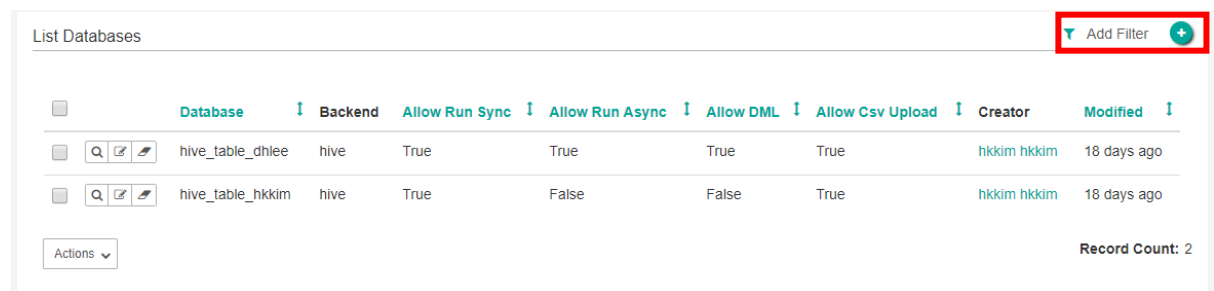 List Databases
Add Filter
Database Backend Allow Run Sync Allow Run Async Allow DML Allow Csv Upload Creator Modified
hive_table_dhlee hive True True True True hkkim hkkim 18 days ago
hive_table_hkkim hive True False False True hkkim hkkim 18 days ago
Actions
Record Count: 2